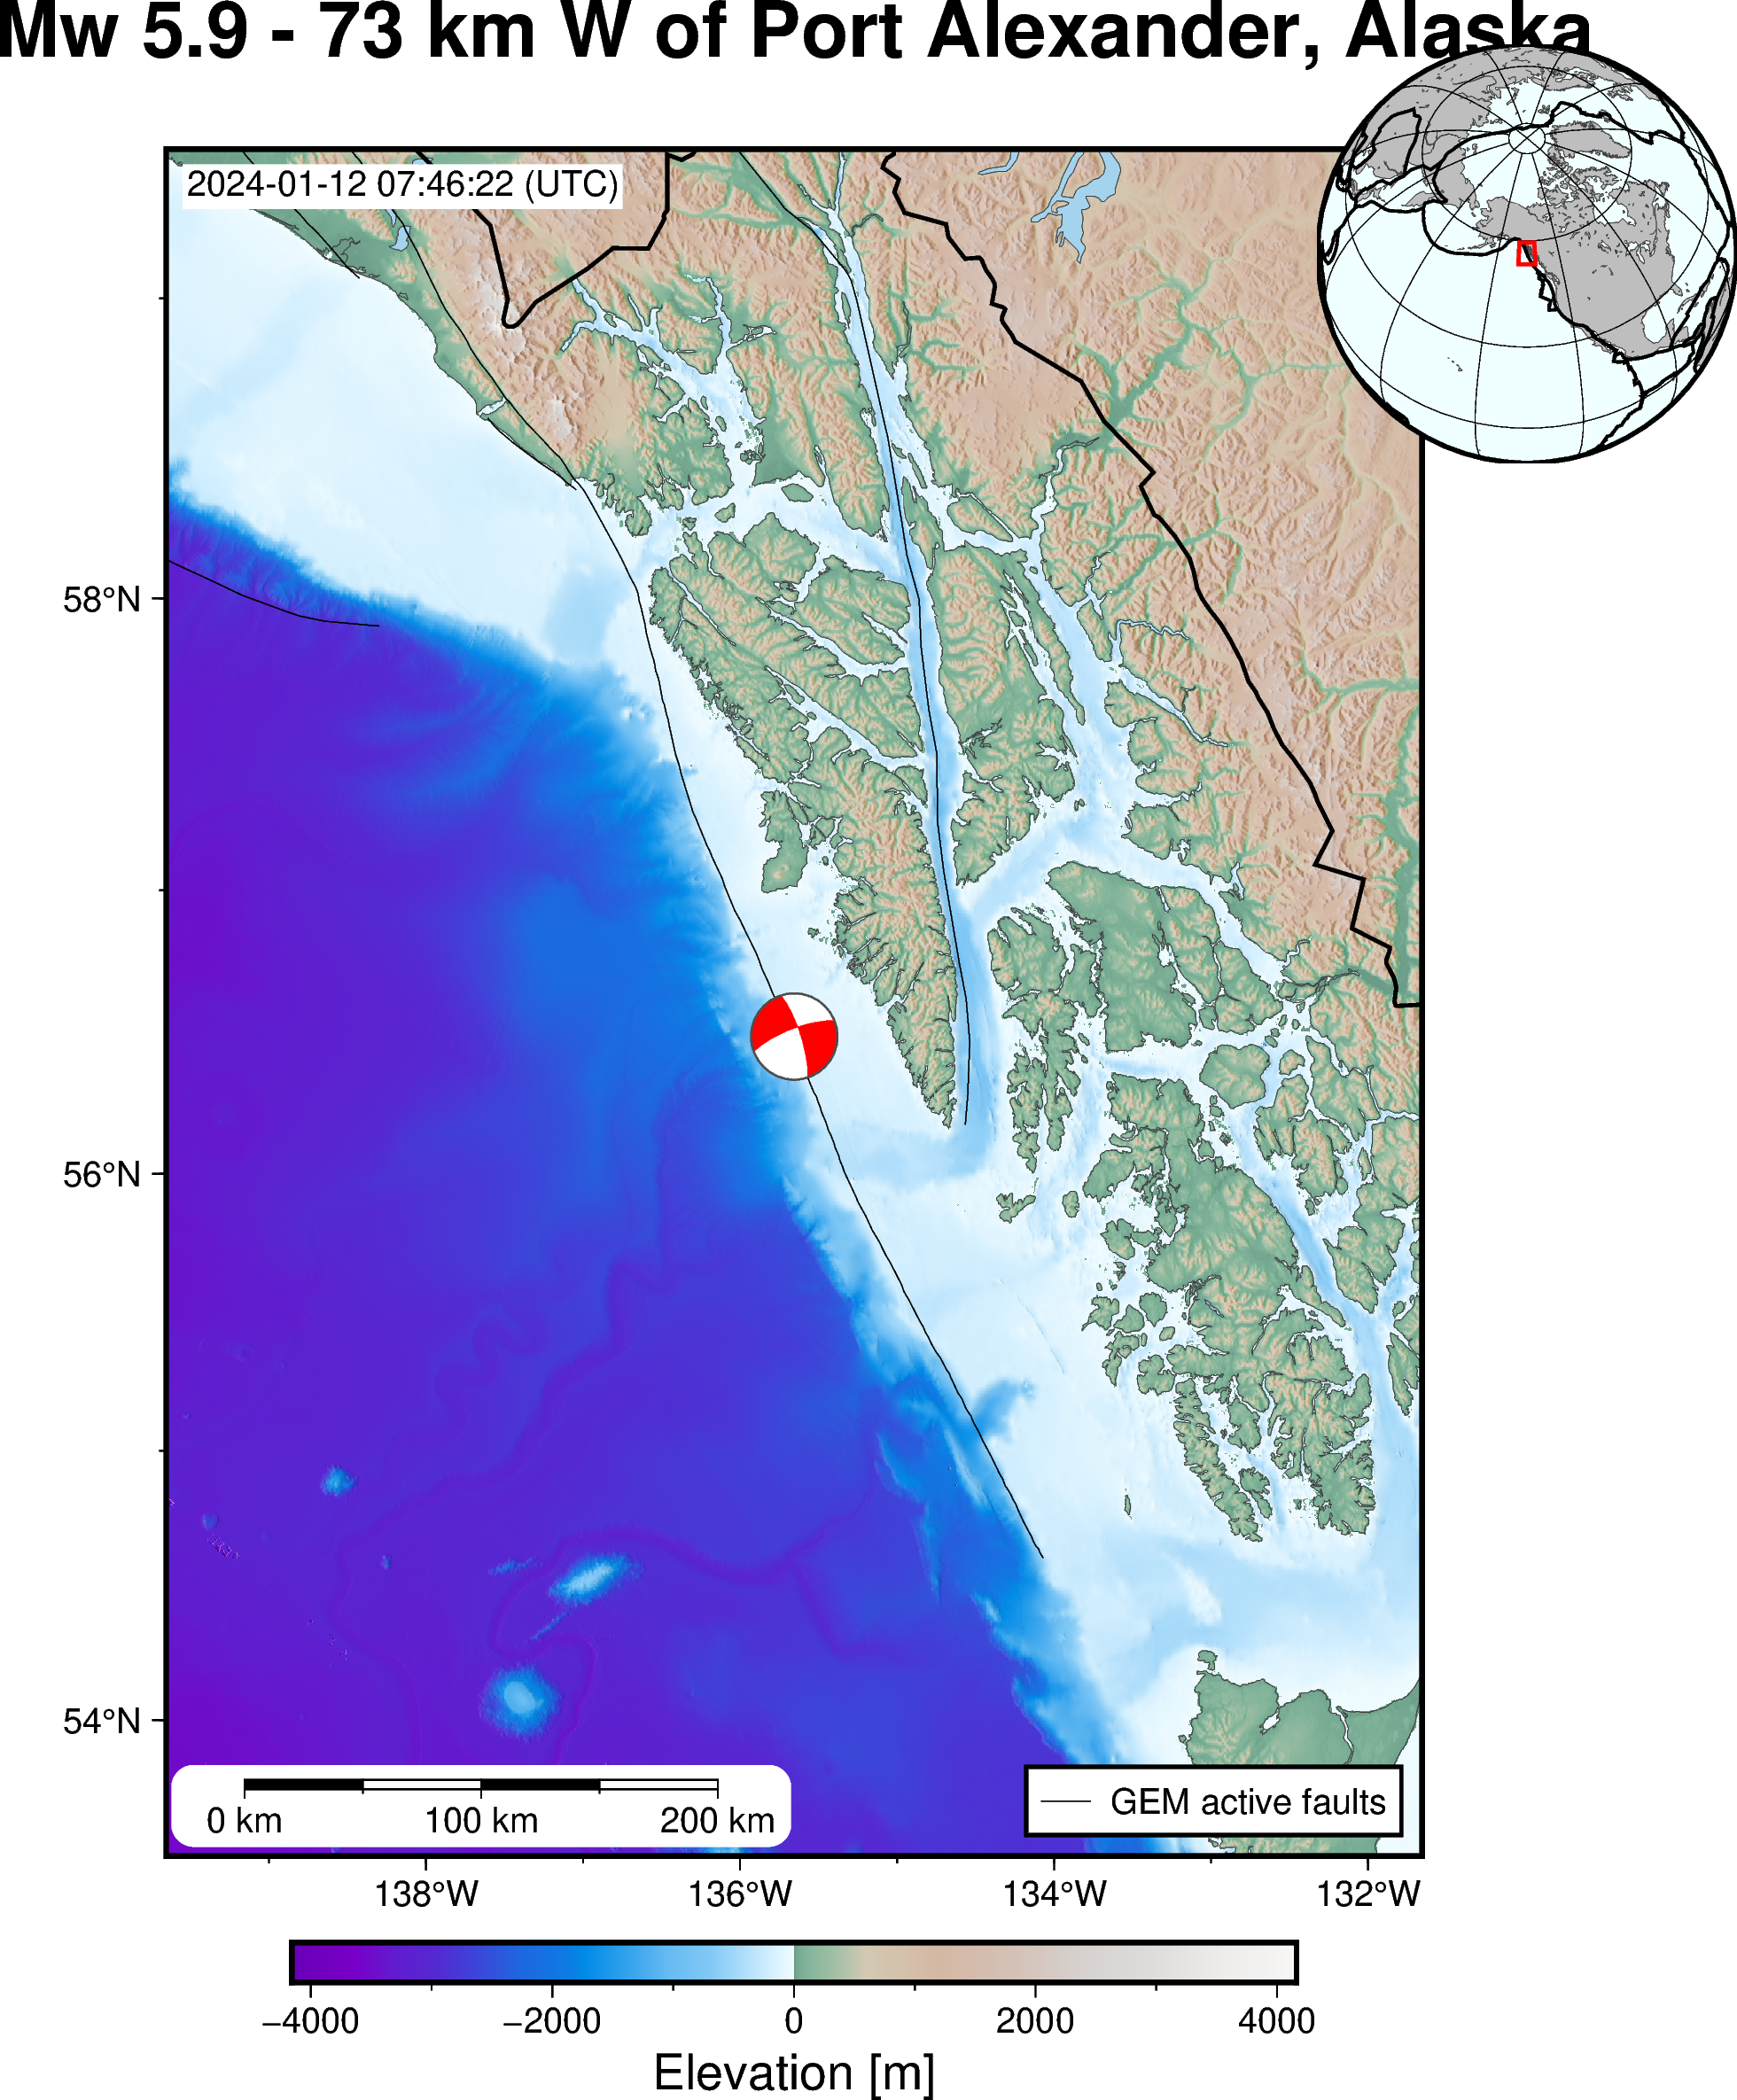 Mw 5.9 - 73 km W of Port Alexander, Alaska
2024-01-12 07:46:22 (UTC)
58°N
56°N
54°N
0 km 100 km 200 km
GEM active faults
138°W 136°W 134°W 132°W
−4000 −2000 0 2000 4000
Elevation [m]